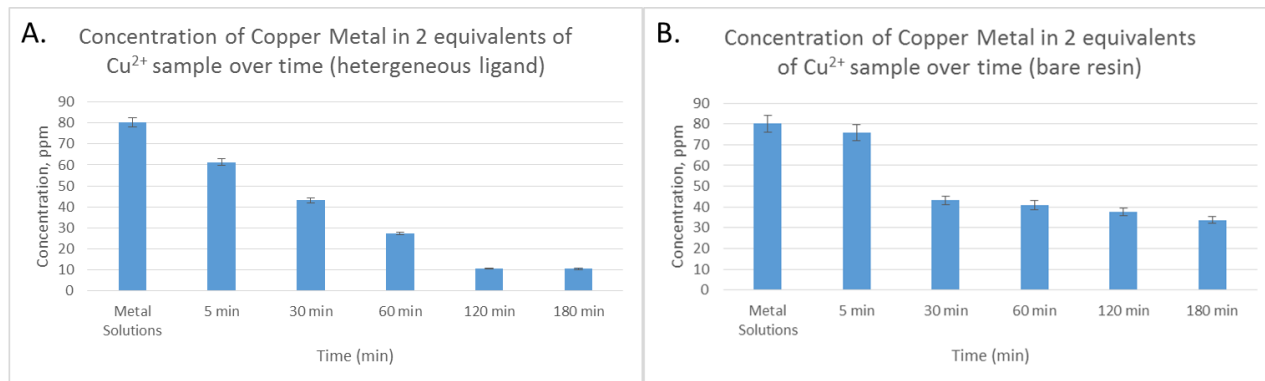 A.
Concentration of Copper Metal in 2 equivalents of
Cu²⁺ sample over time (hetergeneous ligand)
Concentration, ppm
90
80
70
60
50
40
30
20
10
0
Metal
Solutions
5 min
30 min
60 min
120 min
180 min
Time (min)
B.
Concentration of Copper Metal in 2 equivalents
of Cu²⁺ sample over time (bare resin)
Concentration, ppm
90
80
70
60
50
40
30
20
10
0
Metal
Solutions
5 min
30 min
60 min
120 min
180 min
Time (min)